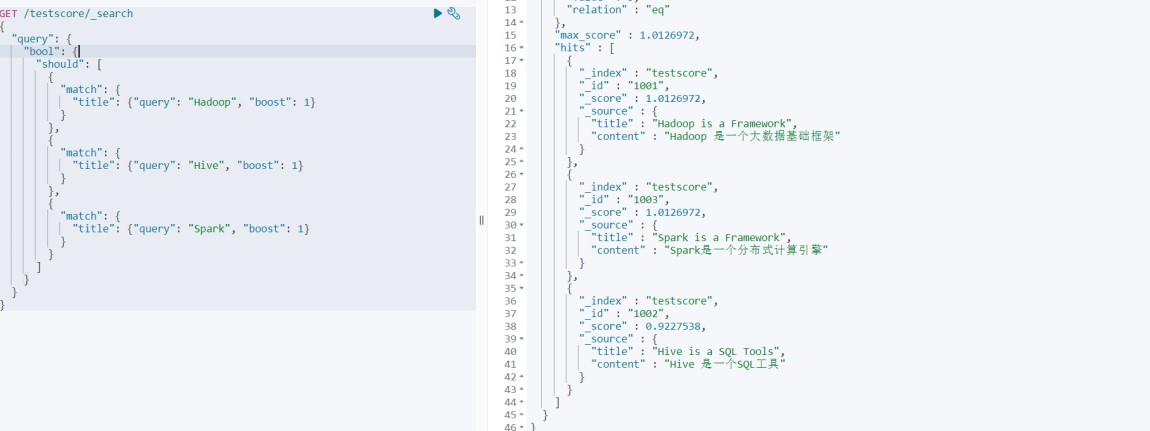 GET /testscore/_search
{
  "query": {
    "bool": {
      "should": [
        {
          "match": {
            "title": {"query": "Hadoop", "boost": 1}
          }
        },
        {
          "match": {
            "title": {"query": "Hive", "boost": 1}
          }
        },
        {
          "match": {
            "title": {"query": "Spark", "boost": 1}
          }
        }
      ]
    }
  }
}
13 "relation" : "eq"
14 },
15 "max_score" : 1.0126972,
16 "hits" : [
17 {
18 "_index" : "testscore",
19 "_id" : "1001",
20 "_score" : 1.0126972,
21 "_source" : {
22 "title" : "Hadoop is a Framework",
23 "content" : "Hadoop 是一个大数据基础框架"
24 }
25 },
26 {
27 "_index" : "testscore",
28 "_id" : "1003",
29 "_score" : 1.0126972,
30 "_source" : {
31 "title" : "Spark is a Framework",
32 "content" : "Spark是一个分布式计算引擎"
33 }
34 },
35 {
36 "_index" : "testscore",
37 "_id" : "1002",
38 "_score" : 0.9227538,
39 "_source" : {
40 "title" : "Hive is a SQL Tools",
41 "content" : "Hive 是一个SQL工具"
42 }
43 }
44 ]
45 }
46 }